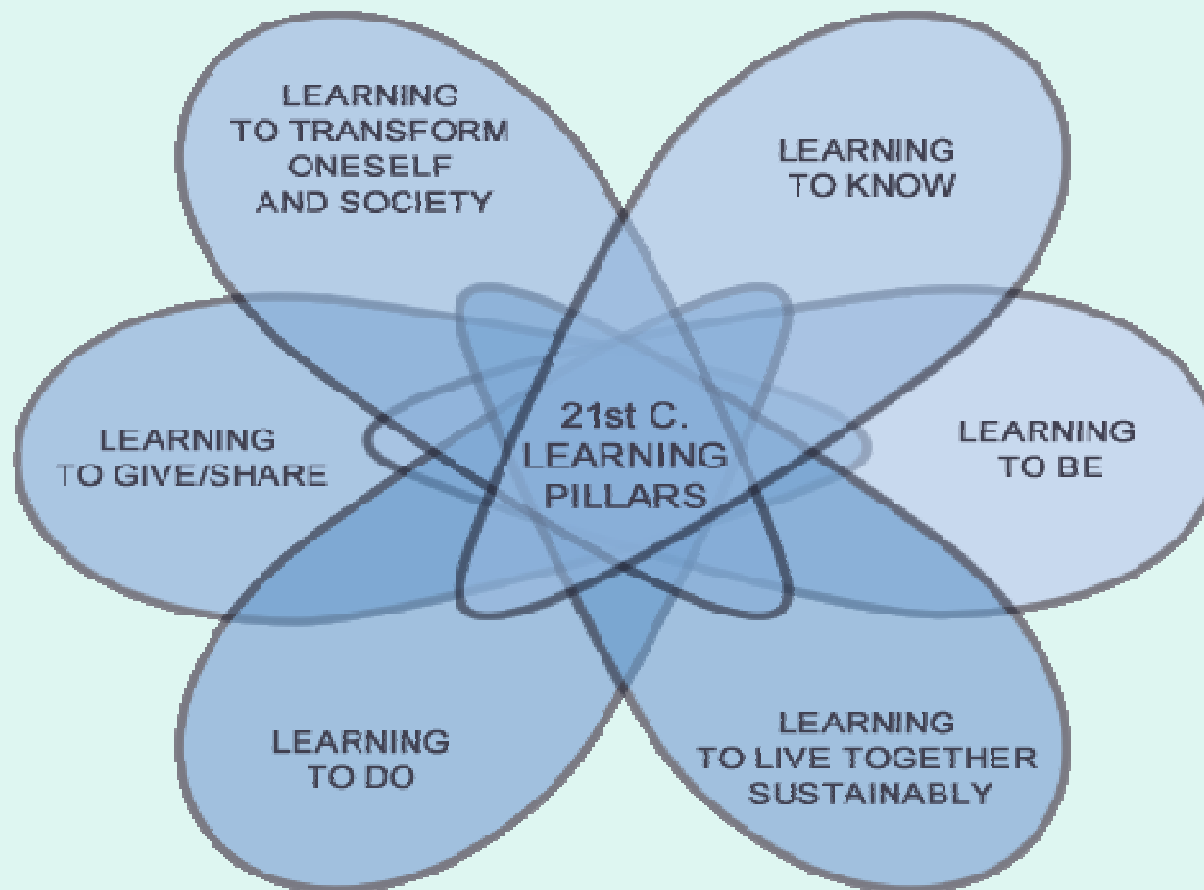 LEARNING
TO TRANSFORM
ONESELF
AND SOCIETY
LEARNING
TO KNOW
LEARNING
TO GIVE/SHARE
21st C.
LEARNING
PILLARS
LEARNING
TO BE
LEARNING
TO DO
LEARNING
TO LIVE TOGETHER
SUSTAINABLY